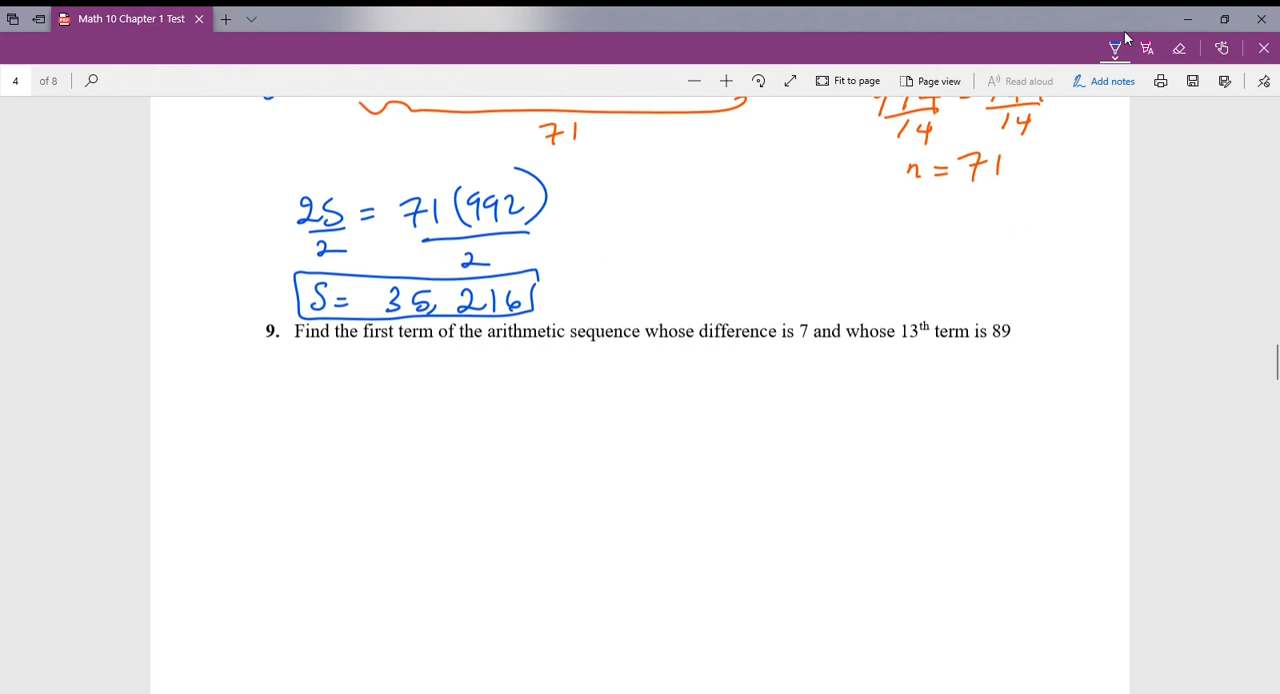 Math 10 Chapter 1 Test
4 of 8
Fit to page
Page view
Read aloud
Add notes
71
14 14
n = 71
2S = 71(992)
2 2
S = 35,216
9. Find the first term of the arithmetic sequence whose difference is 7 and whose 13th term is 89